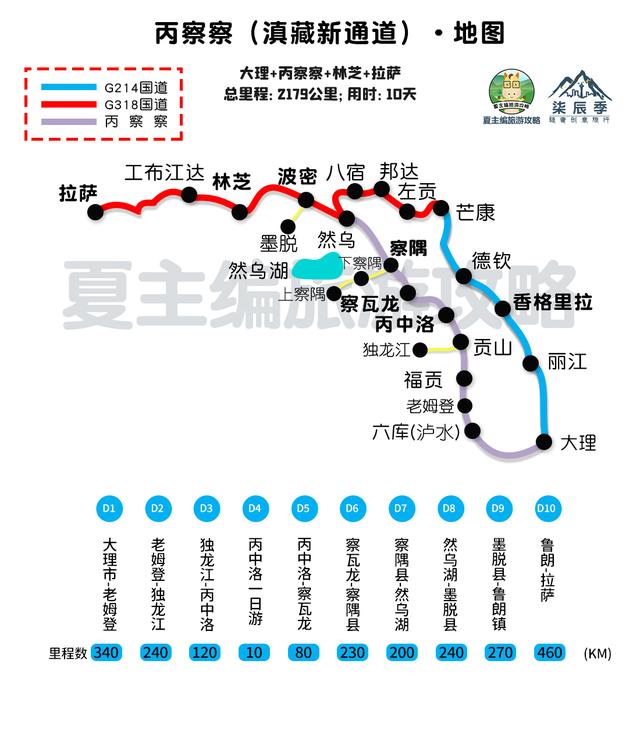 丙察察（滇藏新通道）·地图
大理+丙察察+林芝+拉萨
总里程: 2179公里; 用时: 10天
G214国道
G318国道
丙 察 察
夏主编旅游攻略
夏主编旅游攻略
柒辰季
轻奢创意旅行
拉萨
工布江达
林芝
波密
八宿
邦达
左贡
芒康
墨脱
然乌
然乌湖
下察隅
察隅
上察隅
德钦
香格里拉
察瓦龙
丙中洛
独龙江
贡山
丽江
福贡
老姆登
六库(泸水)
大理
夏主编旅游攻略
D1 D2 D3 D4 D5 D6 D7 D8 D9 D10
大理市-老姆登
老姆登-独龙江
独龙江-丙中洛
丙中洛一日游
丙中洛-察瓦龙
察瓦龙-察隅县
察隅县-然乌湖
然乌湖-墨脱县
墨脱县-鲁朗镇
鲁朗-拉萨
里程数 340 240 120 10 80 230 200 240 270 460 (KM)